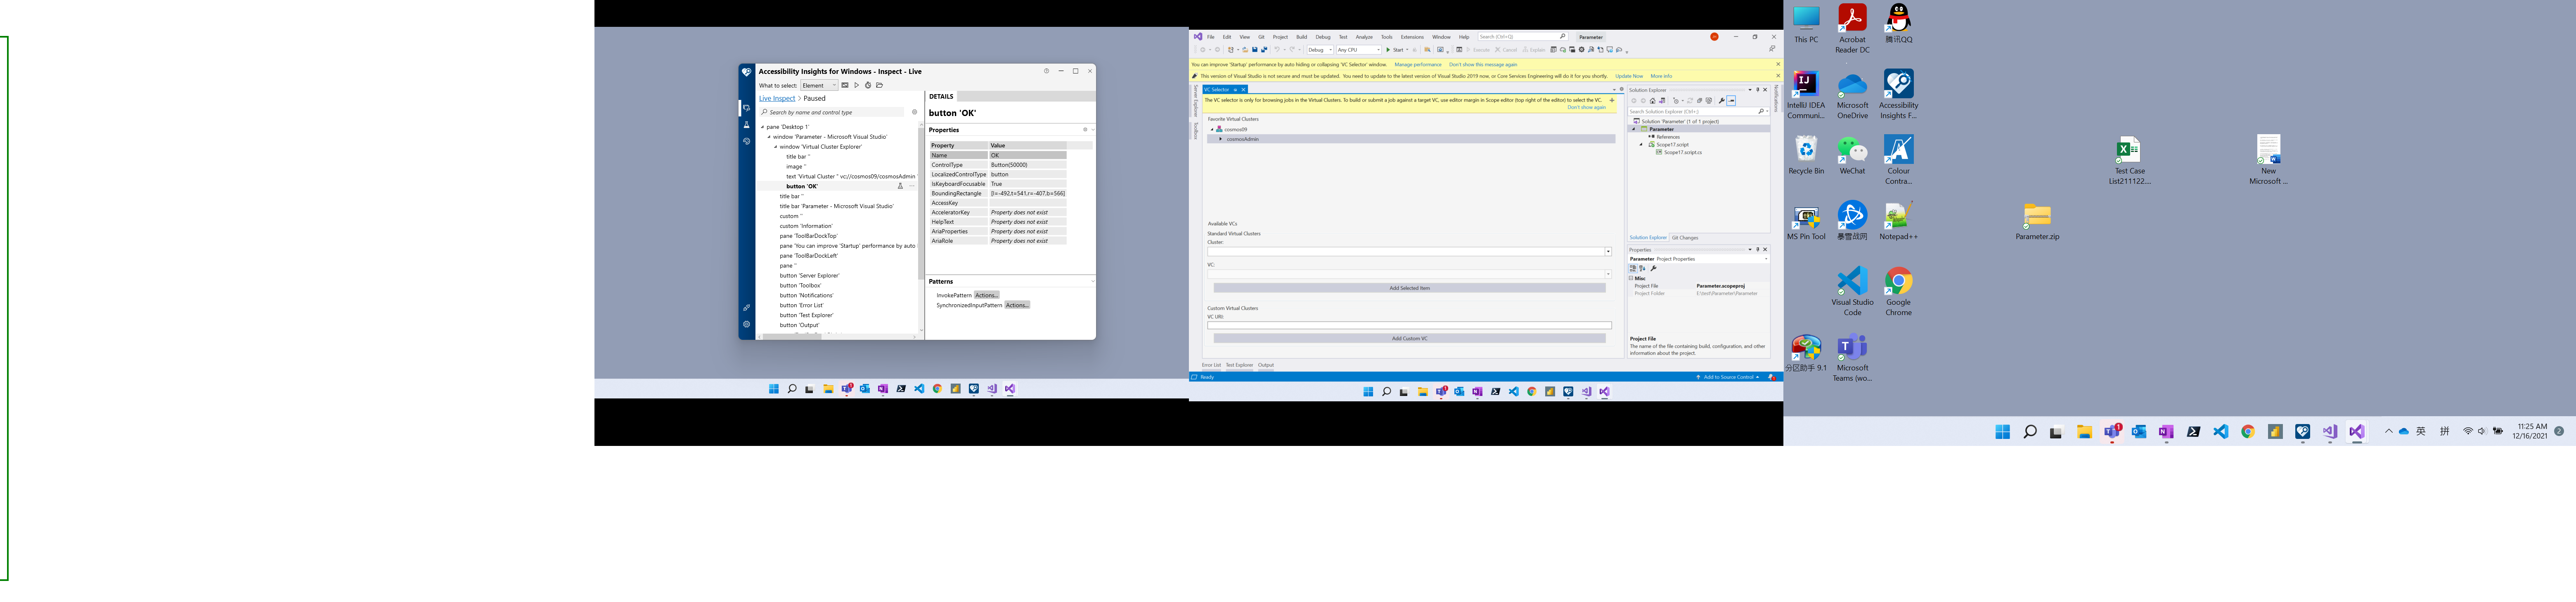 Accessibility Insights for Windows - Inspect - Live
What to select: Element
Live Inspect > Paused
Search by name and control type
pane 'Desktop 1'
window 'Parameter - Microsoft Visual Studio'
window 'Virtual Cluster Explorer'
title bar ''
image ''
text 'Virtual Cluster " vc://cosmos09/cosmosAdmin
button 'OK'
title bar ''
title bar 'Parameter - Microsoft Visual Studio'
custom ''
custom 'Information'
pane 'ToolBarDockTop'
pane 'You can improve 'Startup' performance by auto
pane 'ToolBarDockLeft'
pane ''
button 'Server Explorer'
button 'Toolbox'
button 'Notifications'
button 'Error List'
button 'Test Explorer'
button 'Output'
DETAILS
button 'OK'
Properties
Property Value
Name OK
ControlType Button(50000)
LocalizedControlType button
IsKeyboardFocusable True
BoundingRectangle [l=-492,t=541,r=-407,b=566]
AccessKey
AcceleratorKey Property does not exist
HelpText Property does not exist
AriaProperties Property does not exist
AriaRole Property does not exist
Patterns
InvokePattern Actions...
SynchronizedInputPattern Actions...
File Edit View Git Project Build Debug Test Analyze Tools Extensions Window Help Search (Ctrl+Q) Parameter
Debug Any CPU Start Execute Cancel Explain
You can improve 'Startup' performance by auto hiding or collapsing 'VC Selector' window. Manage performance Don't show this message again
This version of Visual Studio is not secure and must be updated. You need to update to the latest version of Visual Studio 2019 now, or Core Services Engineering will do it for you shortly. Update Now More info
Server Explorer
Toolbox
VC Selector
The VC selector is only for browsing jobs in the Virtual Clusters. To build or submit a job against a target VC, use editor margin in Scope editor (top right of the editor) to select the VC.
Don't show again
Favorite Virtual Clusters
cosmos09
cosmosAdmin
Available VCs
Standard Virtual Clusters
Cluster:
VC:
Add Selected Item
Custom Virtual Clusters
VC URI:
Add Custom VC
Error List Test Explorer Output
Ready
Add to Source Control
Solution Explorer
Search Solution Explorer (Ctrl+;)
Solution 'Parameter' (1 of 1 project)
Parameter
References
Scope17.script
Scope17.script.cs
Solution Explorer Git Changes
Properties
Parameter Project Properties
Misc
Project File Parameter.scopeproj
Project Folder E:\test\Parameter\Parameter
Project File
The name of the file containing build, configuration, and other
information about the project.
Notifications
This PC
Acrobat
Reader DC
腾讯QQ
IntelliJ IDEA
Communi...
Microsoft
OneDrive
Accessibility
Insights F...
Recycle Bin
WeChat
Colour
Contra...
Test Case
List211122....
New
Microsoft ...
MS Pin Tool
暴雪战网
Notepad++
Parameter.zip
Visual Studio
Code
Google
Chrome
分区助手 9.1
Microsoft
Teams (wo...
英 拼
11:25 AM
12/16/2021
2